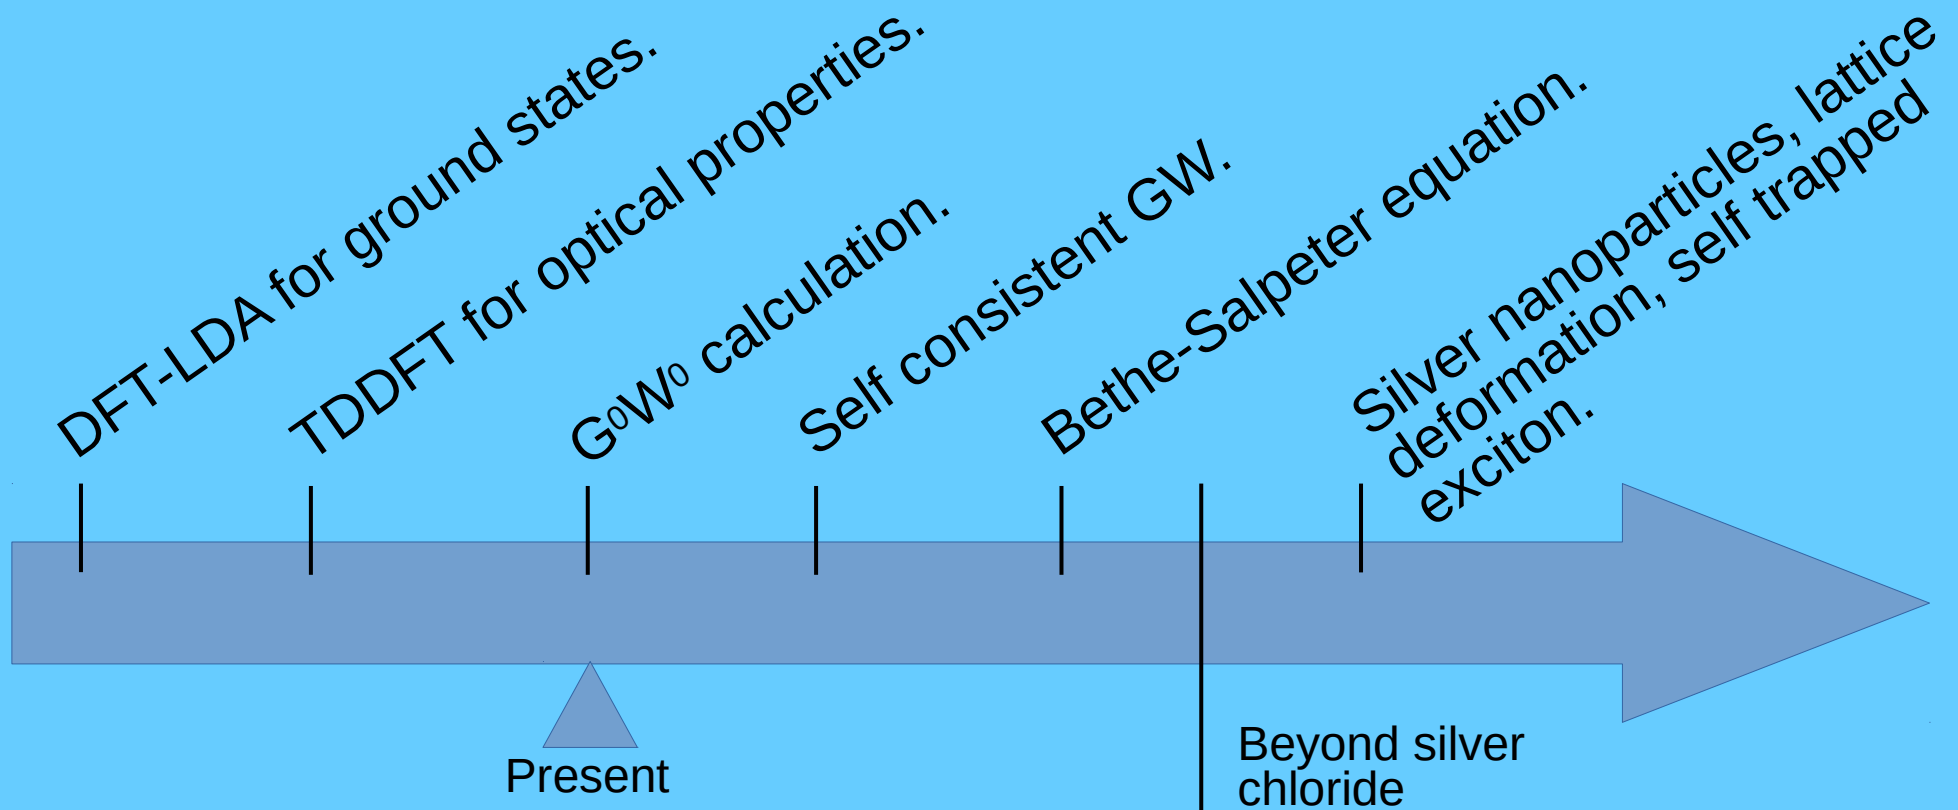 DFT-LDA for ground states.
TDDFT for optical properties.
G⁰W⁰ calculation.
Self consistent GW.
Bethe-Salpeter equation.
Silver nanoparticles, lattice
deformation, self trapped
exciton.
Present
Beyond silver
chloride